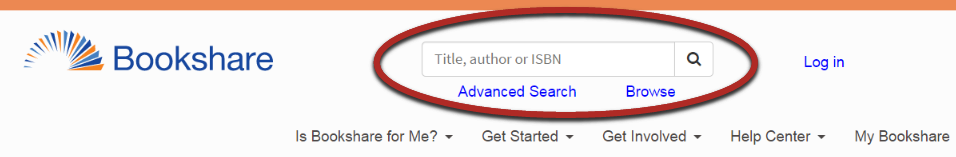 Bookshare
Title, author or ISBN
Log in
Advanced Search Browse
Is Bookshare for Me? Get Started Get Involved Help Center My Bookshare